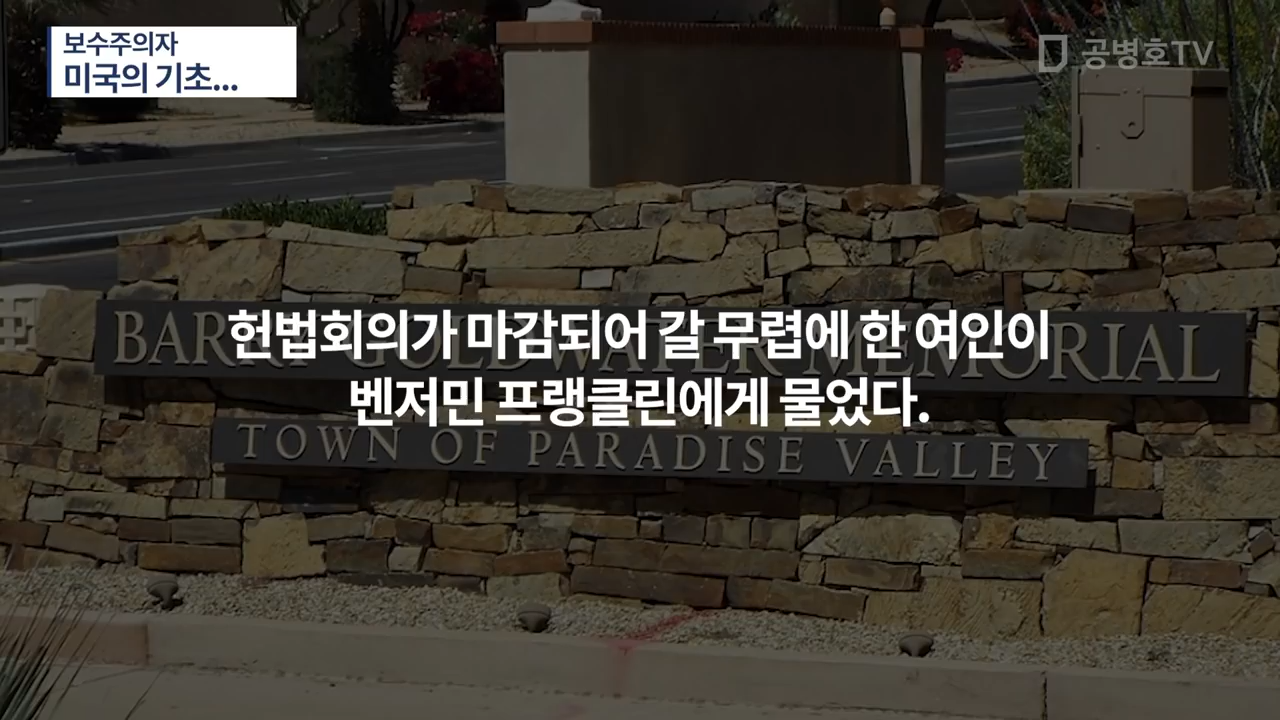 보수주의자
미국의 기초...
공병호TV
헌법회의가 마감되어 갈 무렵에 한 여인이
벤저민 프랭클린에게 물었다.
BARRY GOLDWATER MEMORIAL
TOWN OF PARADISE VALLEY